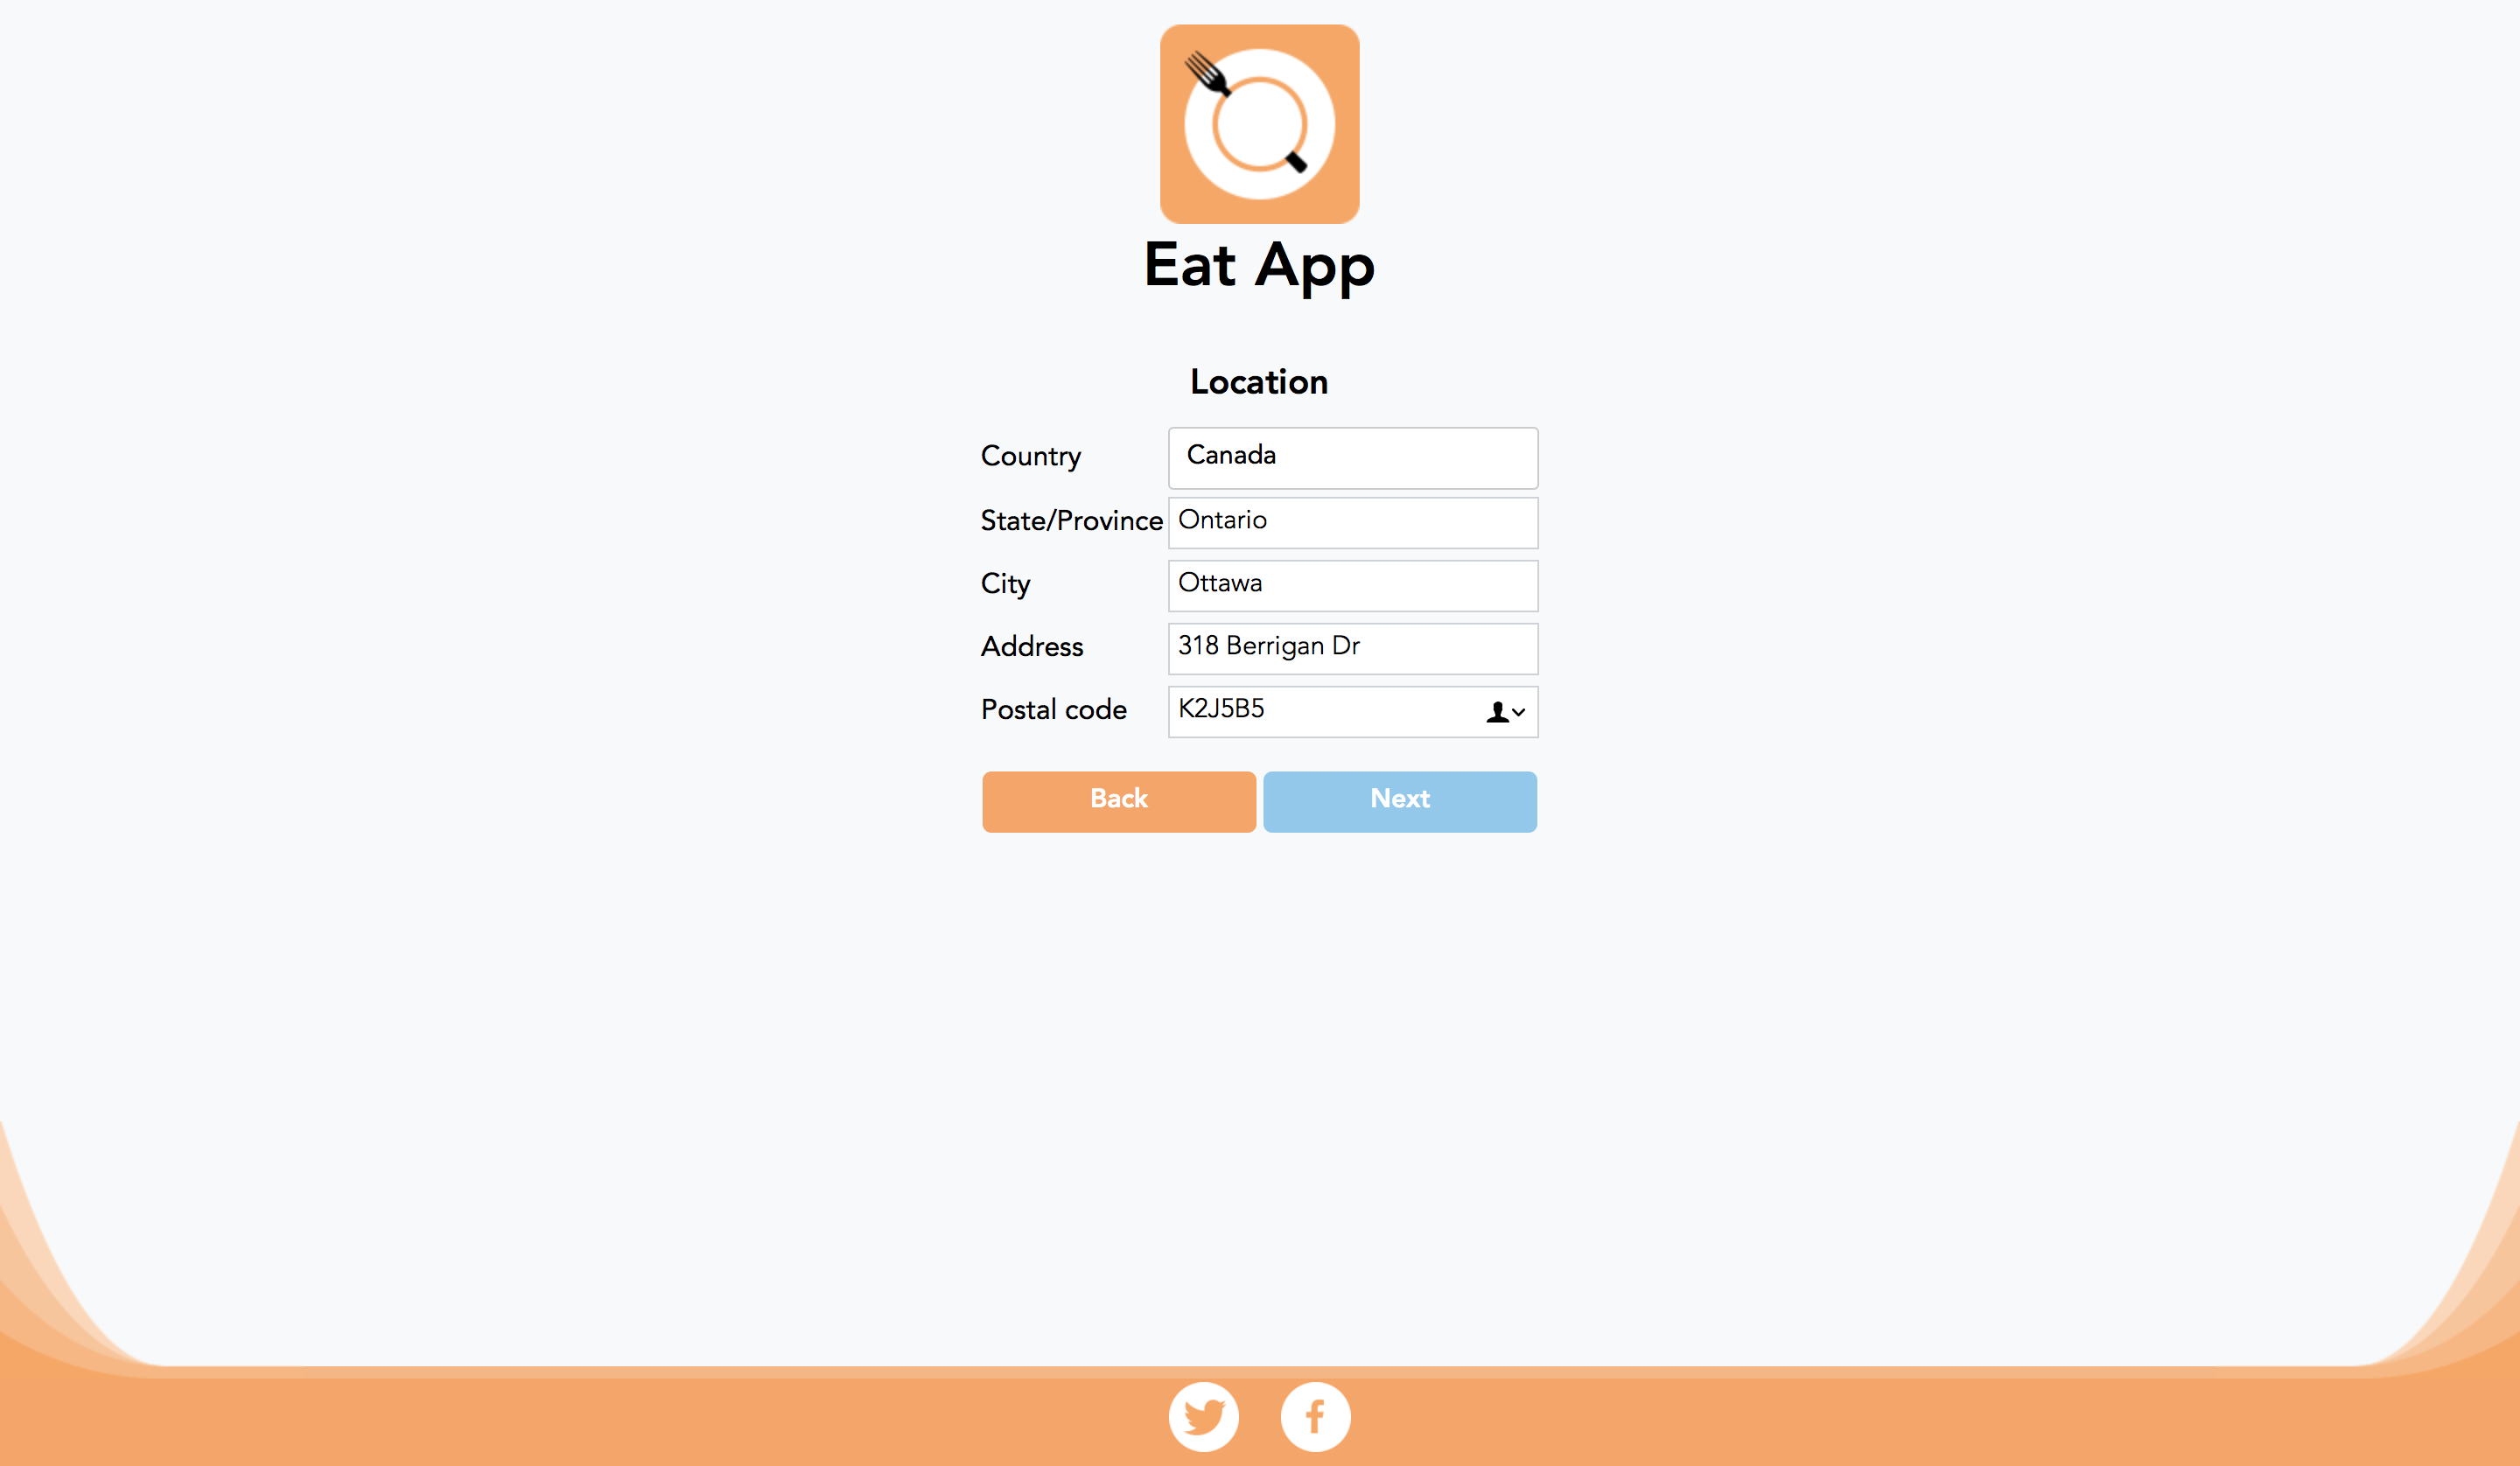 Eat App
Location
Country Canada
State/Province Ontario
City Ottawa
Address 318 Berrigan Dr
Postal code K2J5B5
Back Next